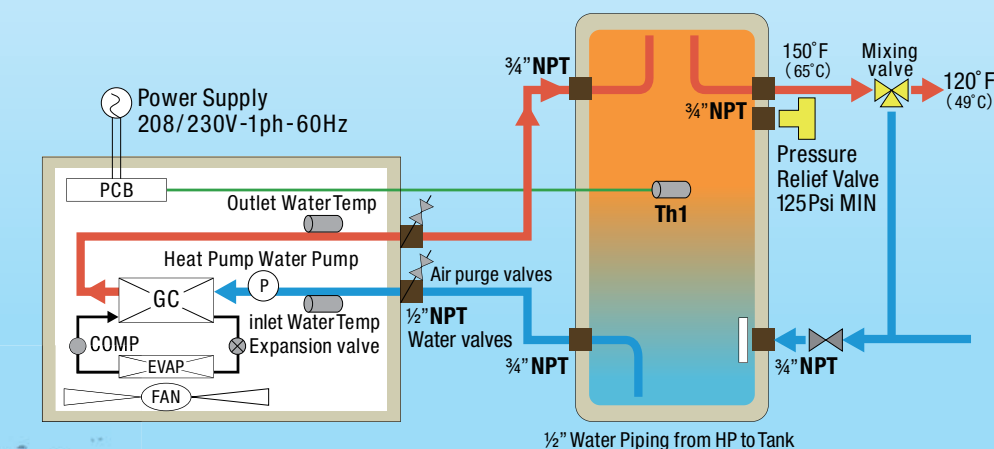 Power Supply
208/230V-1ph-60Hz
PCB
Outlet Water Temp
Heat Pump Water Pump
P
GC
inlet Water Temp
Expansion valve
COMP
EVAP
FAN
Air purge valves
½" NPT
Water valves
¾" NPT
¾" NPT
¾" NPT
Th1
150°F
(65°C)
Mixing
valve
120°F
(49°C)
Pressure
Relief Valve
125Psi MIN
¾" NPT
½" Water Piping from HP to Tank